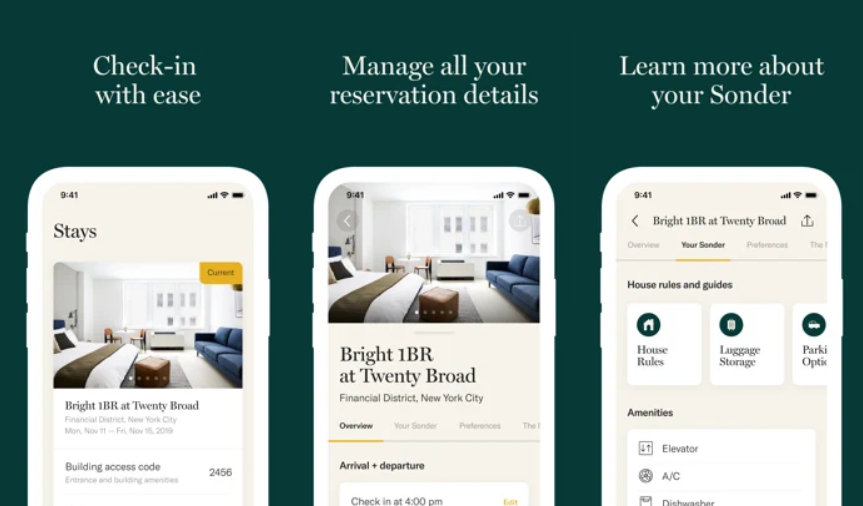 Check-in
with ease
Manage all your
reservation details
Learn more about
your Sonder
9:41
Stays
Current
Bright 1BR at Twenty Broad
Financial District, New York City
Mon, Nov 11 — Fri, Nov 15, 2019
Building access code
2456
Entrance and building amenities
9:41
Bright 1BR
at Twenty Broad
Financial District, New York City
Overview Your Sonder Preferences The
Arrival + departure
Check in at 4:00 pm
Edit
9:41
Bright 1BR at Twenty Broad
Overview Your Sonder Preferences The
House rules and guides
House
Rules
Luggage
Storage
Parki
Optio
Amenities
Elevator
A/C
Dishwasher